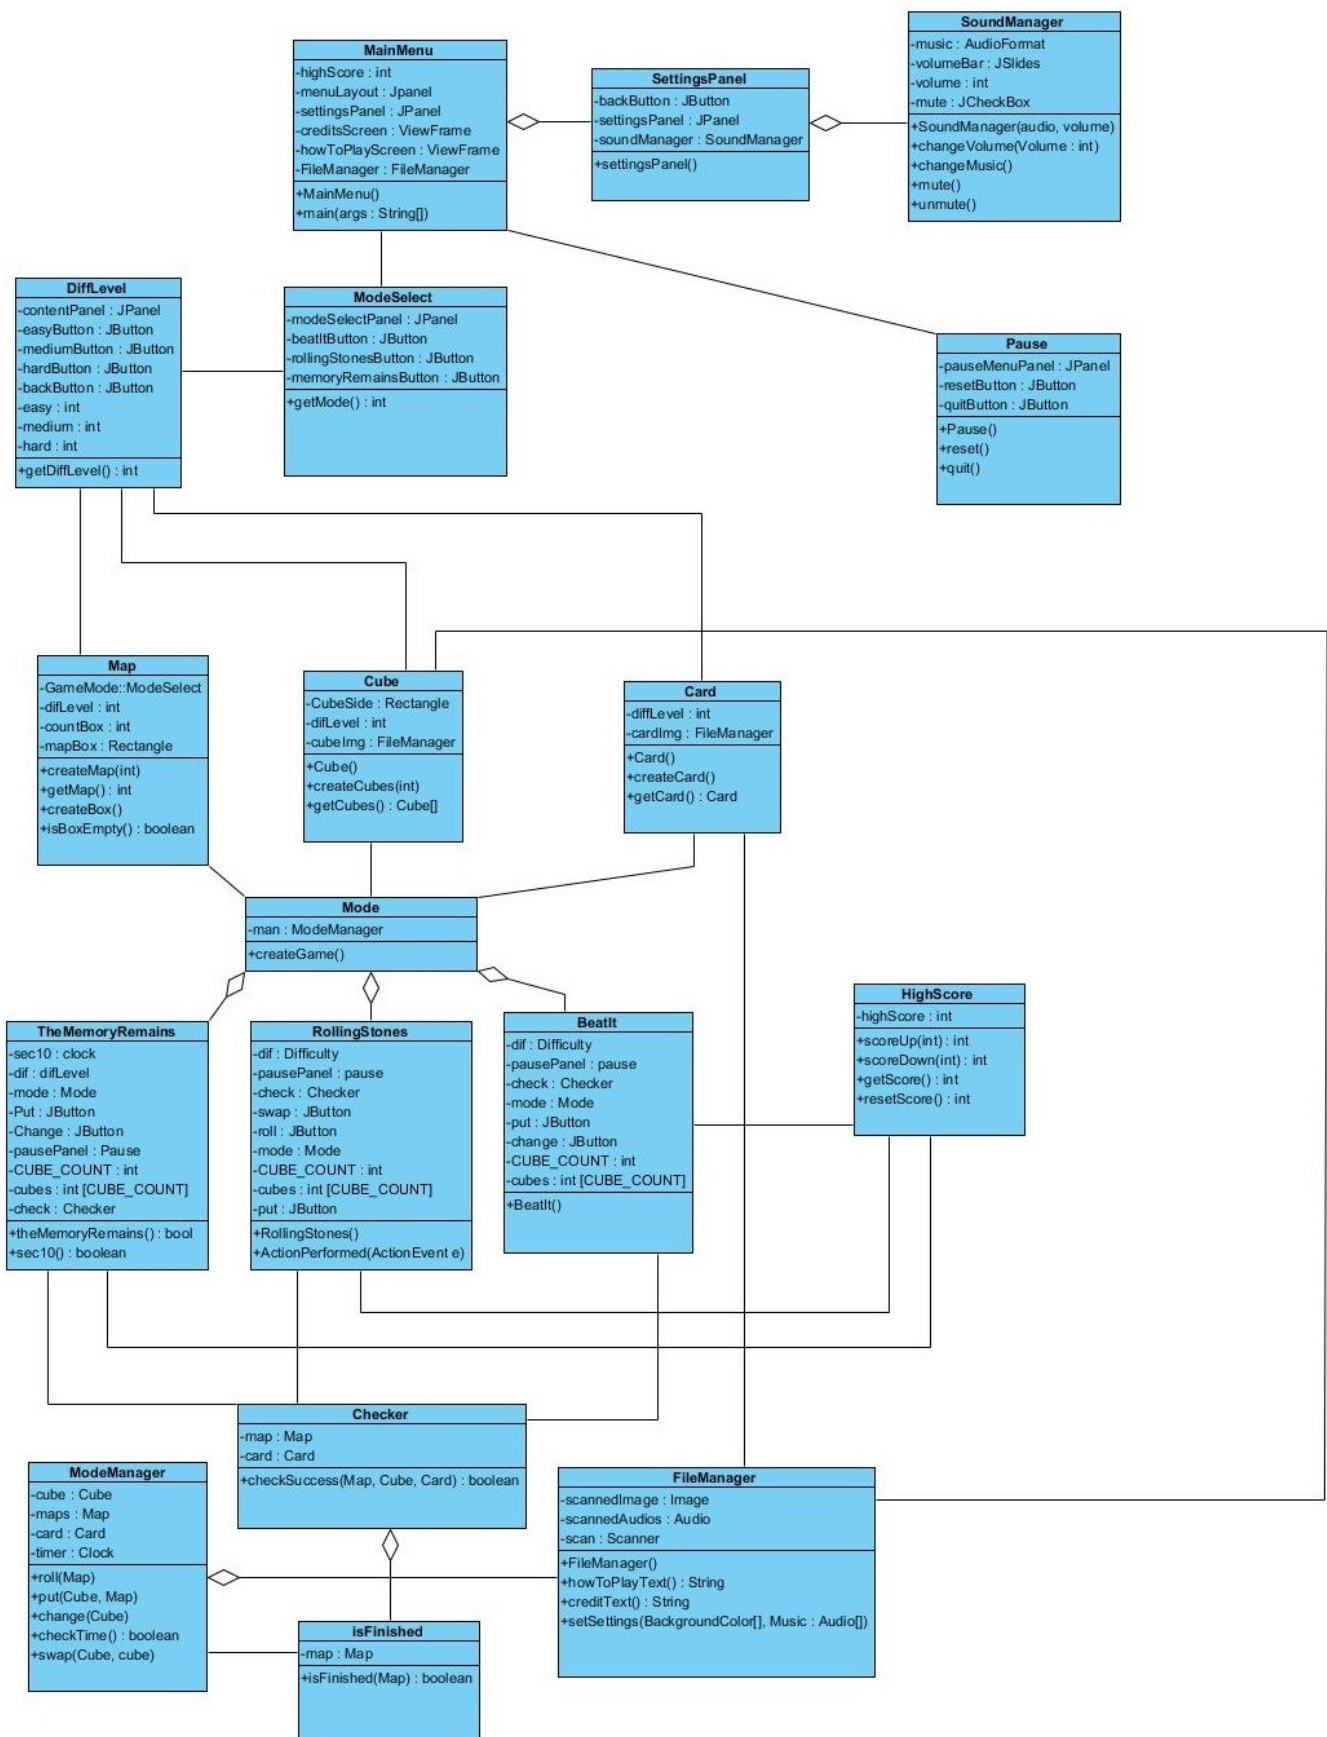 SoundManager
-music : AudioFormat
-volumeBar : JSlides
-volume : int
-mute : JCheckBox
+SoundManager(audio, volume)
+changeVolume(Volume : int)
+changeMusic()
+mute()
+unmute()
MainMenu
-highScore : int
-menuLayout : Jpanel
-settingsPanel : JPanel
-creditsScreen : ViewFrame
-howToPlayScreen : ViewFrame
-FileManager : FileManager
+MainMenu()
+main(args : String[])
SettingsPanel
-backButton : JButton
-settingsPanel : JPanel
-soundManager : SoundManager
+settingsPanel()
DiffLevel
-contentPanel : JPanel
-easyButton : JButton
-mediumButton : JButton
-hardButton : JButton
-backButton : JButton
-easy : int
-medium : int
-hard : int
+getDiffLevel() : int
ModeSelect
-modeSelectPanel : JPanel
-beatItButton : JButton
-rollingStonesButton : JButton
-memoryRemainsButton : JButton
+getMode() : int
Pause
-pauseMenuPanel : JPanel
-resetButton : JButton
-quitButton : JButton
+Pause()
+reset()
+quit()
Map
-GameMode::ModeSelect
-difLevel : int
-countBox : int
-mapBox : Rectangle
+createMap(int)
+getMap() : int
+createBox()
+isBoxEmpty() : boolean
Cube
-CubeSide : Rectangle
-difLevel : int
-cubeImg : FileManager
+Cube()
+createCubes(int)
+getCubes() : Cube[]
Card
-diffLevel : int
-cardImg : FileManager
+Card()
+createCard()
+getCard() : Card
Mode
-man : ModeManager
+createGame()
TheMemoryRemains
-sec10 : clock
-dif : difLevel
-mode : Mode
-Put : JButton
-Change : JButton
-pausePanel : Pause
-CUBE_COUNT : int
-cubes : int [CUBE_COUNT]
-check : Checker
+theMemoryRemains() : bool
+sec10() : boolean
RollingStones
-dif : Difficulty
-pausePanel : pause
-check : Checker
-swap : JButton
-roll : JButton
-mode : Mode
-CUBE_COUNT : int
-cubes : int [CUBE_COUNT]
-put : JButton
+RollingStones()
+ActionPerformed(ActionEvent e)
BeatIt
-dif : Difficulty
-pausePanel : pause
-check : Checker
-mode : Mode
-put : JButton
-change : JButton
-CUBE_COUNT : int
-cubes : int [CUBE_COUNT]
+BeatIt()
HighScore
-highScore : int
+scoreUp(int) : int
+scoreDown(int) : int
+getScore() : int
+resetScore() : int
Checker
-map : Map
-card : Card
+checkSuccess(Map, Cube, Card) : boolean
ModeManager
-cube : Cube
-maps : Map
-card : Card
-timer : Clock
+roll(Map)
+put(Cube, Map)
+change(Cube)
+checkTime() : boolean
+swap(Cube, cube)
FileManager
-scannedImage : Image
-scannedAudios : Audio
-scan : Scanner
+FileManager()
+howToPlayText() : String
+creditText() : String
+setSettings(BackgroundColor[], Music : Audio[])
isFinished
-map : Map
+isFinished(Map) : boolean